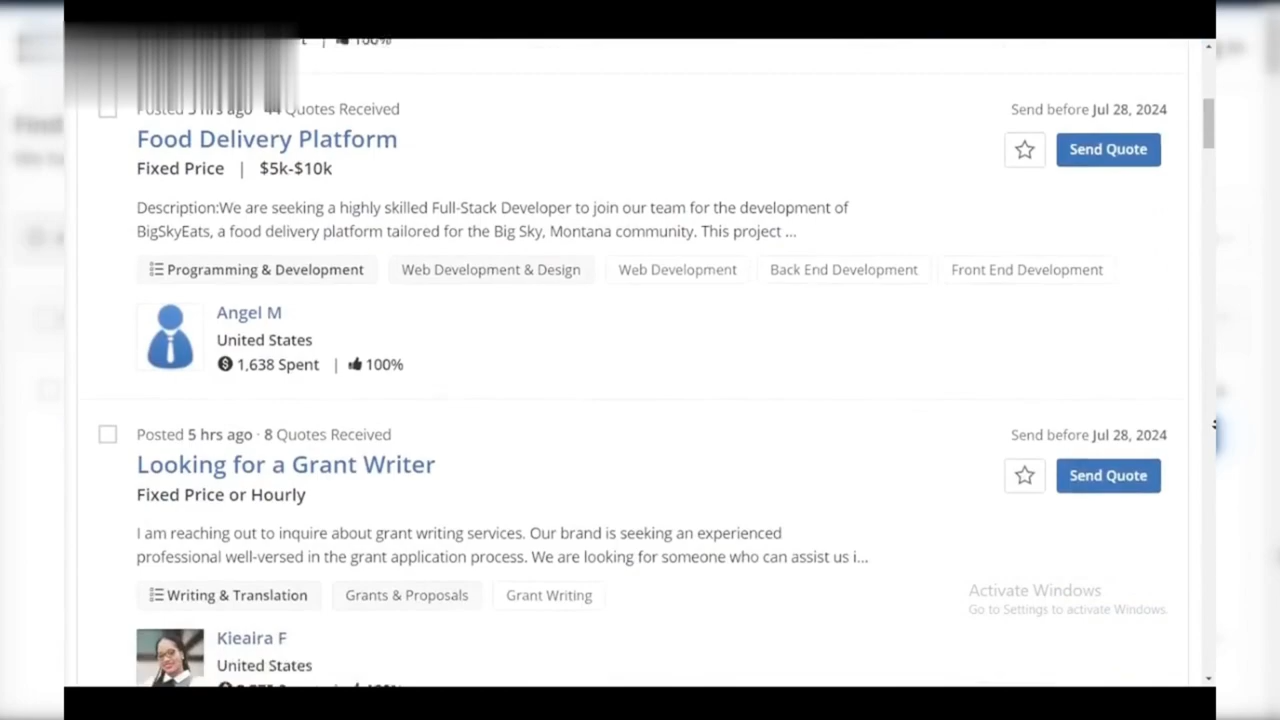 100%
Quotes Received
Send before Jul 28, 2024
Food Delivery Platform
Send Quote
Fixed Price | $5k-$10k
Description:We are seeking a highly skilled Full-Stack Developer to join our team for the development of
BigSkyEats, a food delivery platform tailored for the Big Sky, Montana community. This project ...
Programming & Development Web Development & Design Web Development Back End Development Front End Development
Angel M
United States
1,638 Spent | 100%
Posted 5 hrs ago · 8 Quotes Received
Send before Jul 28, 2024
Looking for a Grant Writer
Send Quote
Fixed Price or Hourly
I am reaching out to inquire about grant writing services. Our brand is seeking an experienced
professional well-versed in the grant application process. We are looking for someone who can assist us i...
Writing & Translation Grants & Proposals Grant Writing
Activate Windows
Go to Settings to activate Windows.
Kieaira F
United States